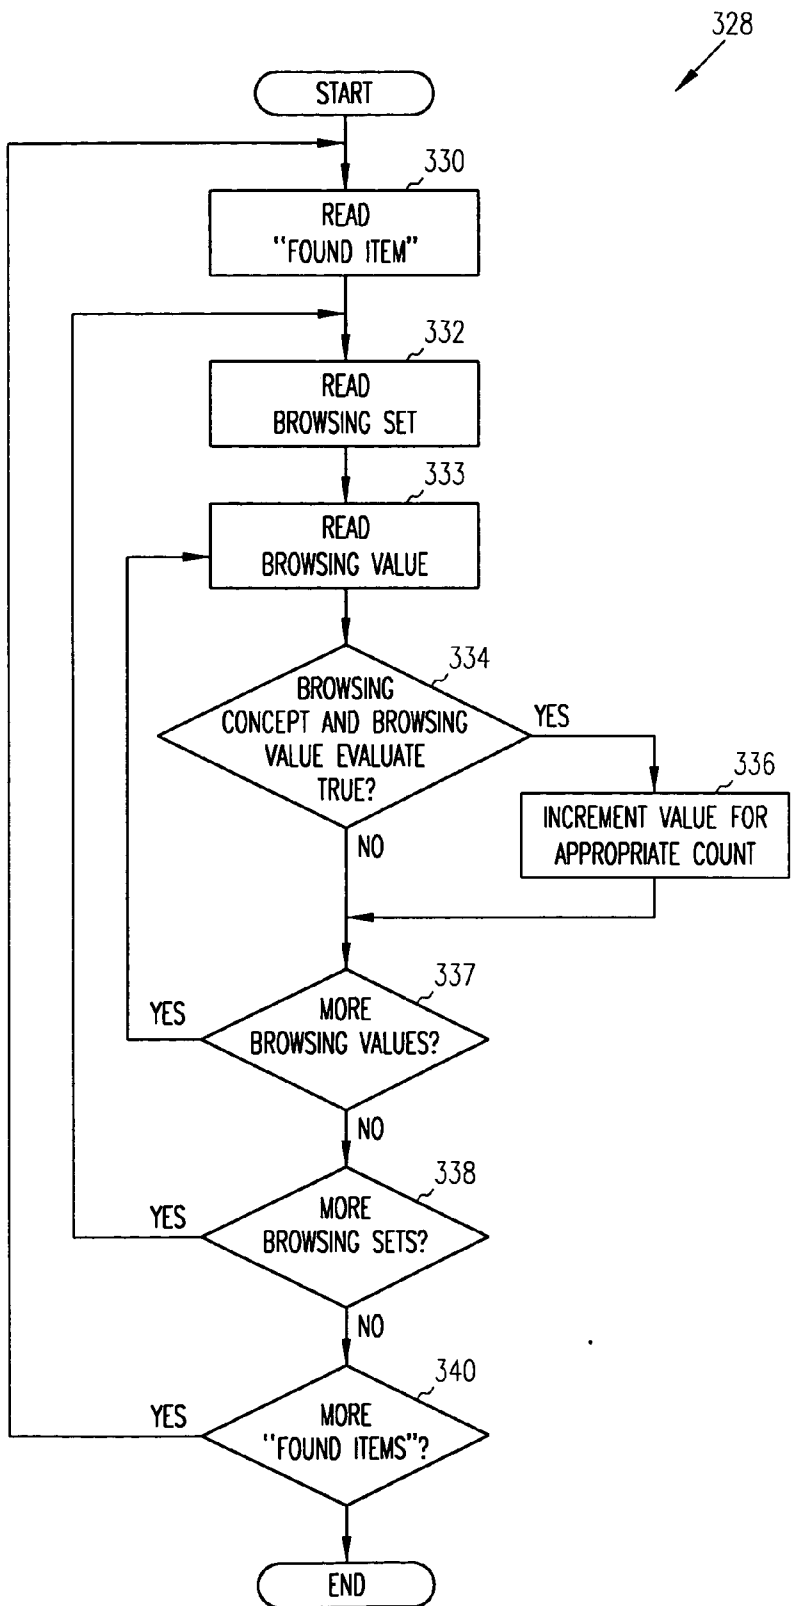 328
START
330
READ
"FOUND ITEM"
332
READ
BROWSING SET
333
READ
BROWSING VALUE
334
BROWSING
CONCEPT AND BROWSING
VALUE EVALUATE
TRUE?
YES
336
INCREMENT VALUE FOR
APPROPRIATE COUNT
NO
337
MORE
BROWSING VALUES?
YES
NO
338
MORE
BROWSING SETS?
YES
NO
340
MORE
"FOUND ITEMS"?
YES
END